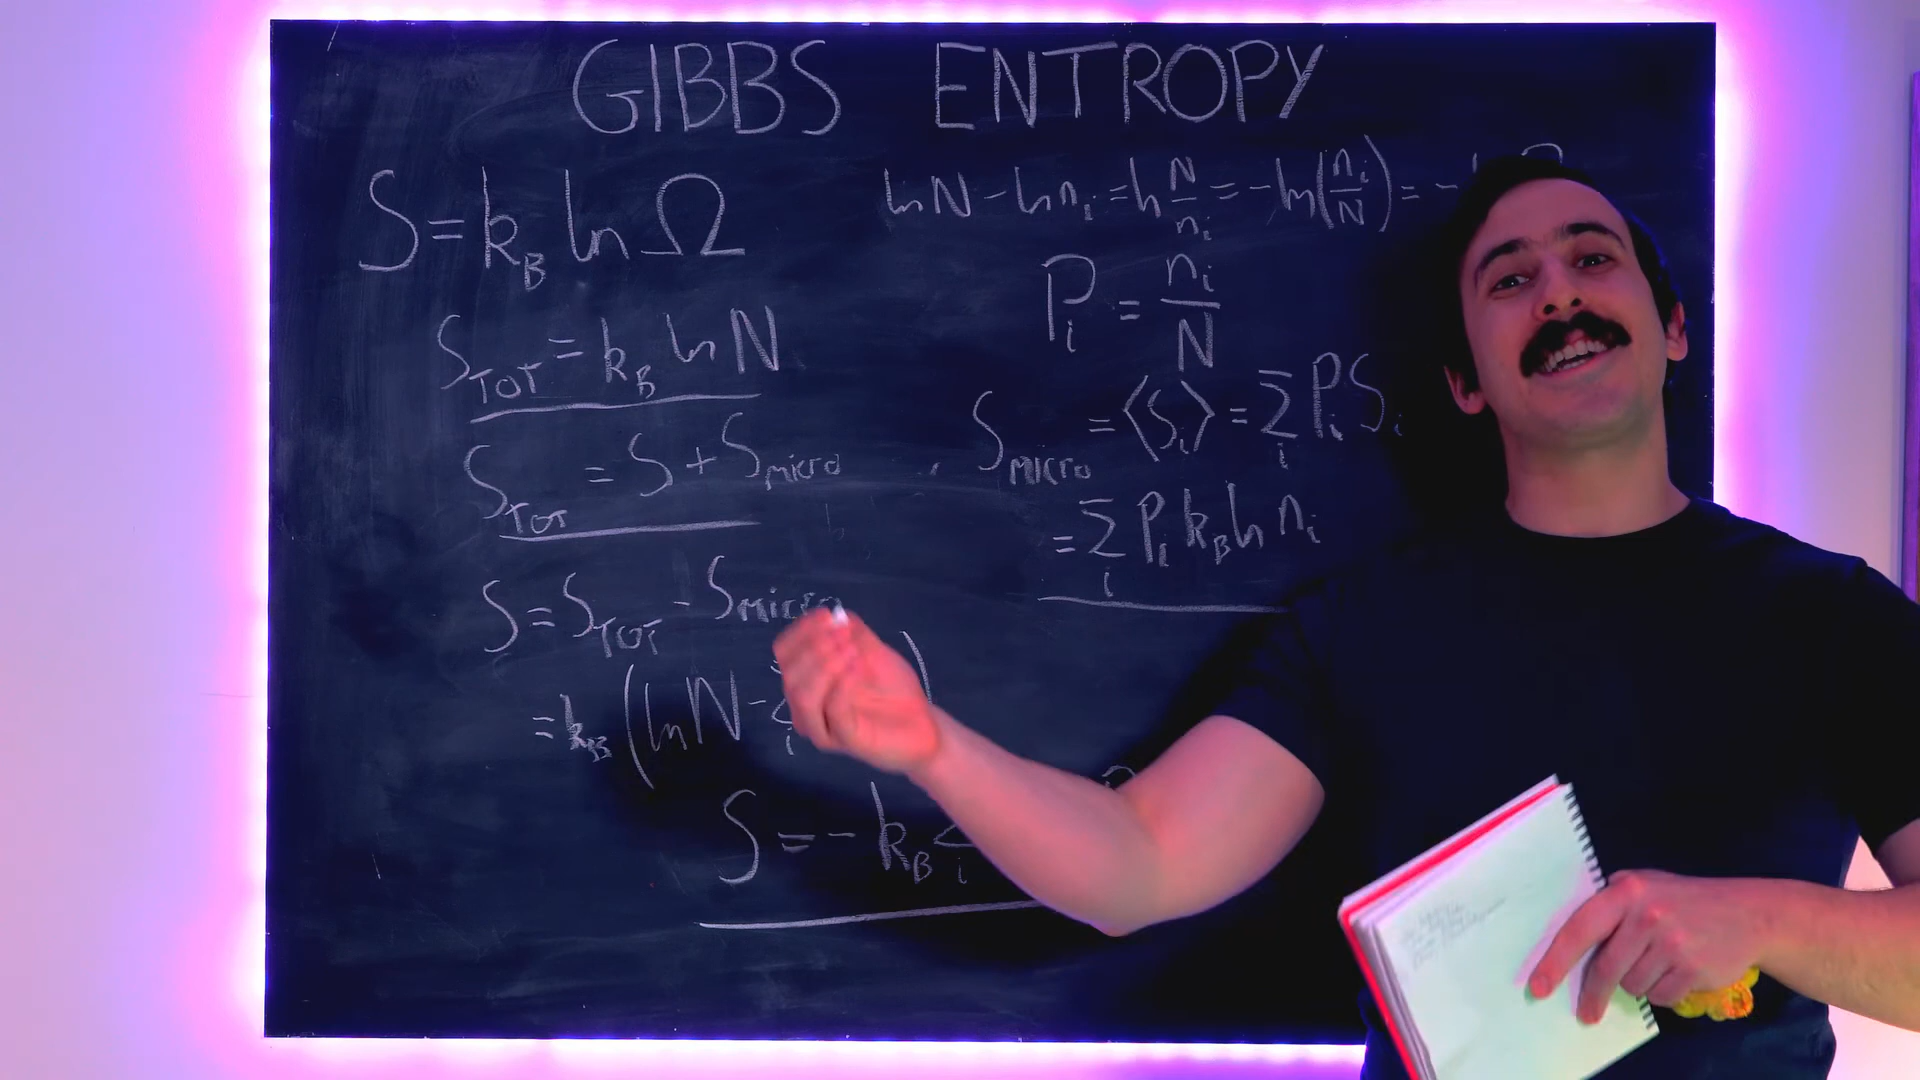 GIBBS ENTROPY
S = k_B ln Ω
ln N - ln n_i = ln N/n_i = -ln(n_i/N) = -
P_i = n_i/N
S_TOT = k_B ln N
S_TOT = S + S_micro , S_MICRO = ⟨S_i⟩ = Σ_i P_i S_i
= Σ_i P_i k_B ln n_i
S = S_TOT - S_micro
= k_B (ln N - Σ_i )
S = - k_B Σ_i